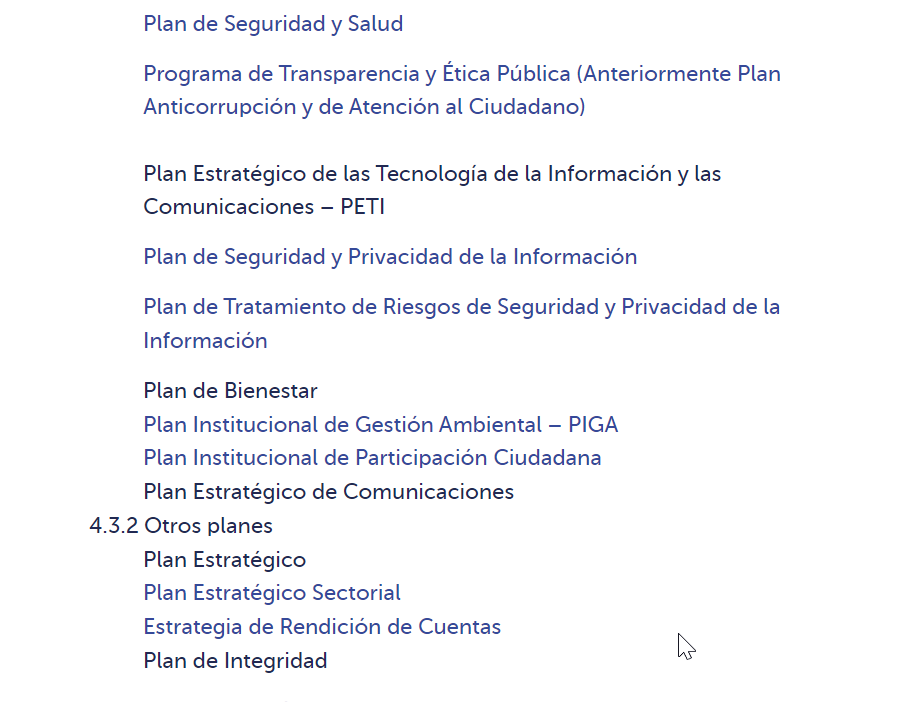 Plan de Seguridad y Salud
Programa de Transparencia y Ética Pública (Anteriormente Plan
Anticorrupción y de Atención al Ciudadano)
Plan Estratégico de las Tecnología de la Información y las
Comunicaciones – PETI
Plan de Seguridad y Privacidad de la Información
Plan de Tratamiento de Riesgos de Seguridad y Privacidad de la
Información
Plan de Bienestar
Plan Institucional de Gestión Ambiental – PIGA
Plan Institucional de Participación Ciudadana
Plan Estratégico de Comunicaciones
4.3.2 Otros planes
Plan Estratégico
Plan Estratégico Sectorial
Estrategia de Rendición de Cuentas
Plan de Integridad